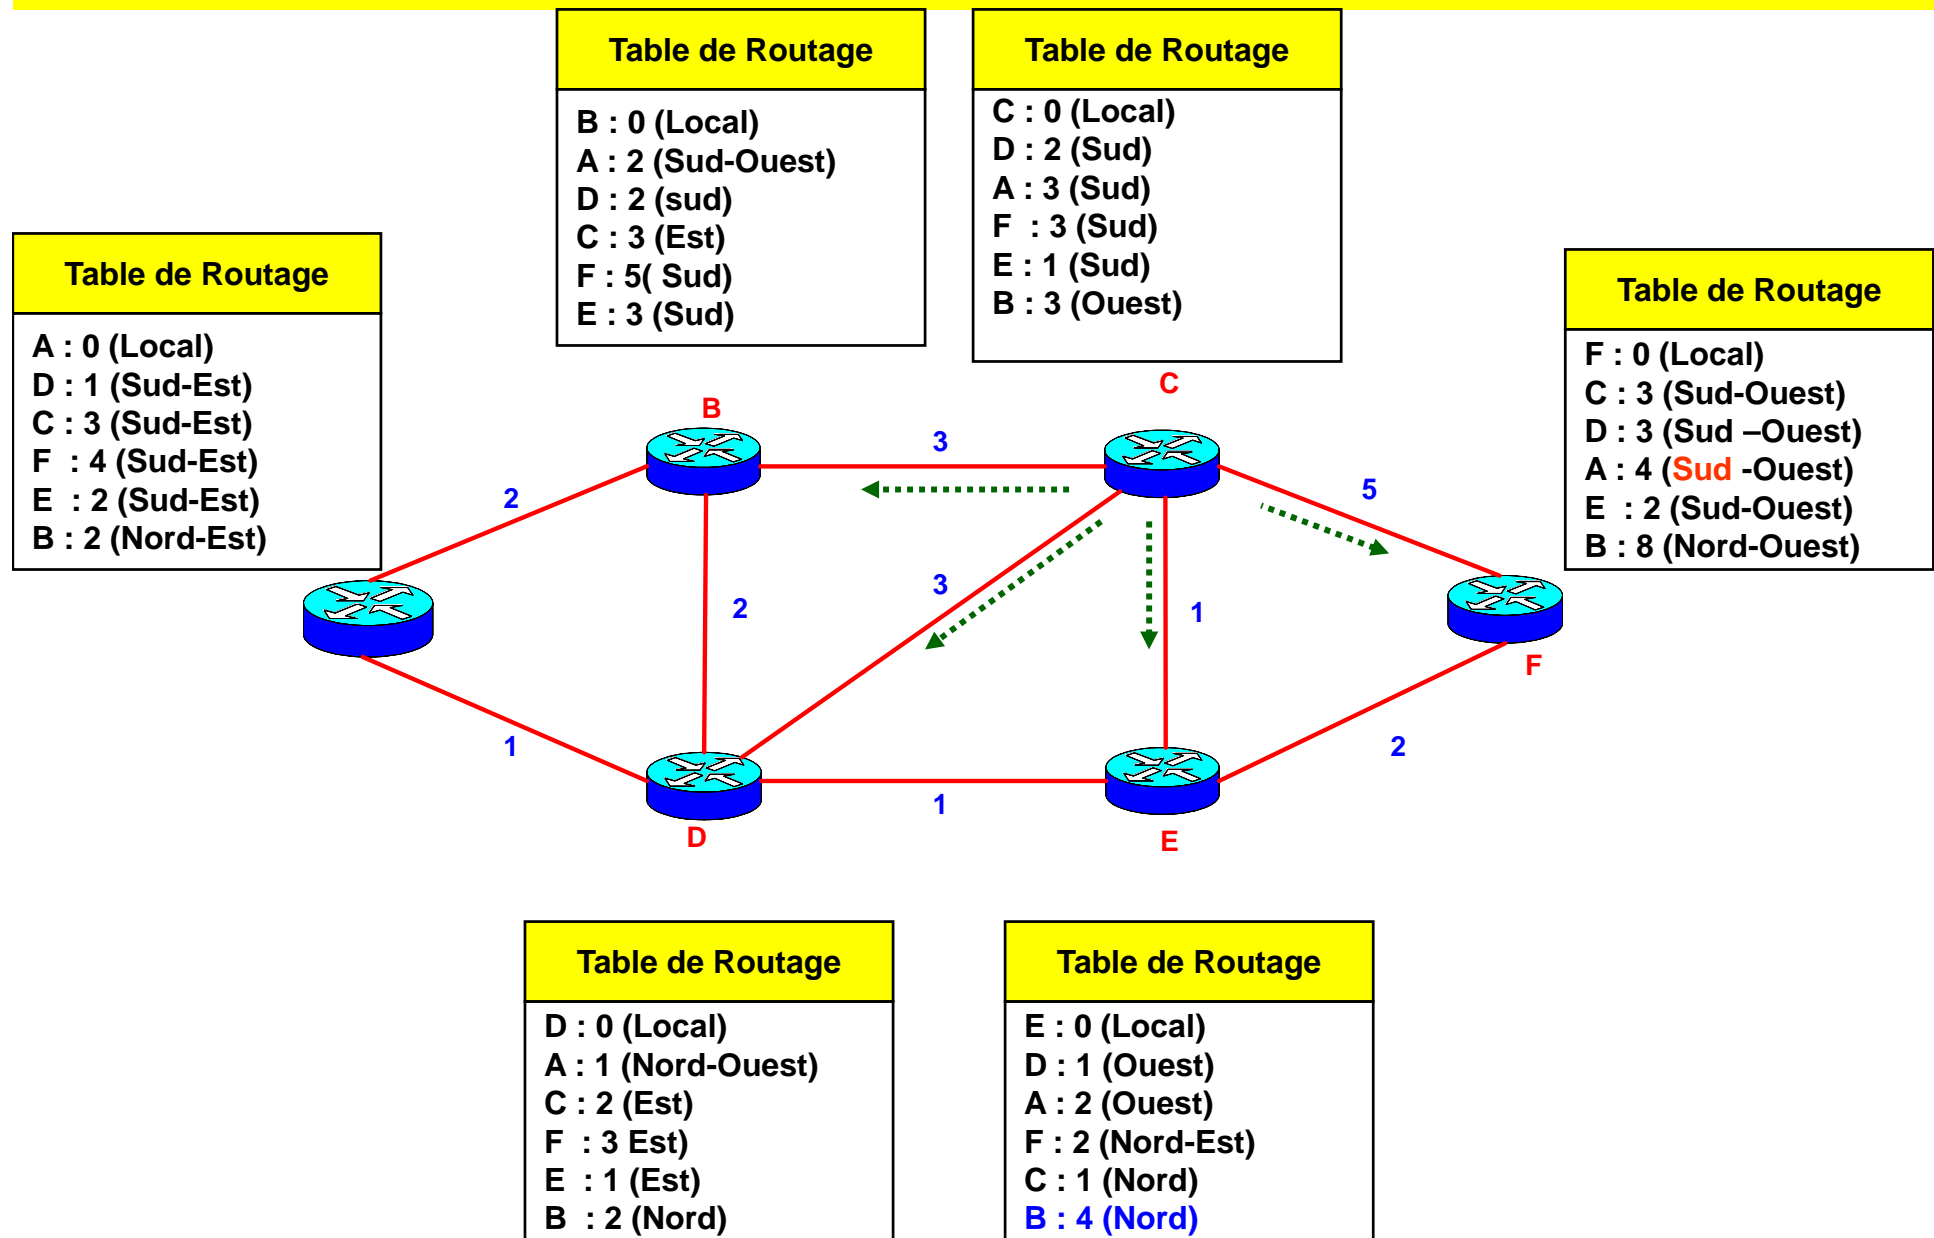 Table de Routage
B : 0 (Local)
A : 2 (Sud-Ouest)
D : 2 (sud)
C : 3 (Est)
F : 5( Sud)
E : 3 (Sud)
Table de Routage
C : 0 (Local)
D : 2 (Sud)
A : 3 (Sud)
F : 3 (Sud)
E : 1 (Sud)
B : 3 (Ouest)
Table de Routage
A : 0 (Local)
D : 1 (Sud-Est)
C : 3 (Sud-Est)
F : 4 (Sud-Est)
E : 2 (Sud-Est)
B : 2 (Nord-Est)
Table de Routage
F : 0 (Local)
C : 3 (Sud-Ouest)
D : 3 (Sud –Ouest)
A : 4 (Sud -Ouest)
E : 2 (Sud-Ouest)
B : 8 (Nord-Ouest)
C
B
3
2
5
3
2
1
F
1
2
1
D
E
Table de Routage
D : 0 (Local)
A : 1 (Nord-Ouest)
C : 2 (Est)
F : 3 Est)
E : 1 (Est)
B : 2 (Nord)
Table de Routage
E : 0 (Local)
D : 1 (Ouest)
A : 2 (Ouest)
F : 2 (Nord-Est)
C : 1 (Nord)
B : 4 (Nord)